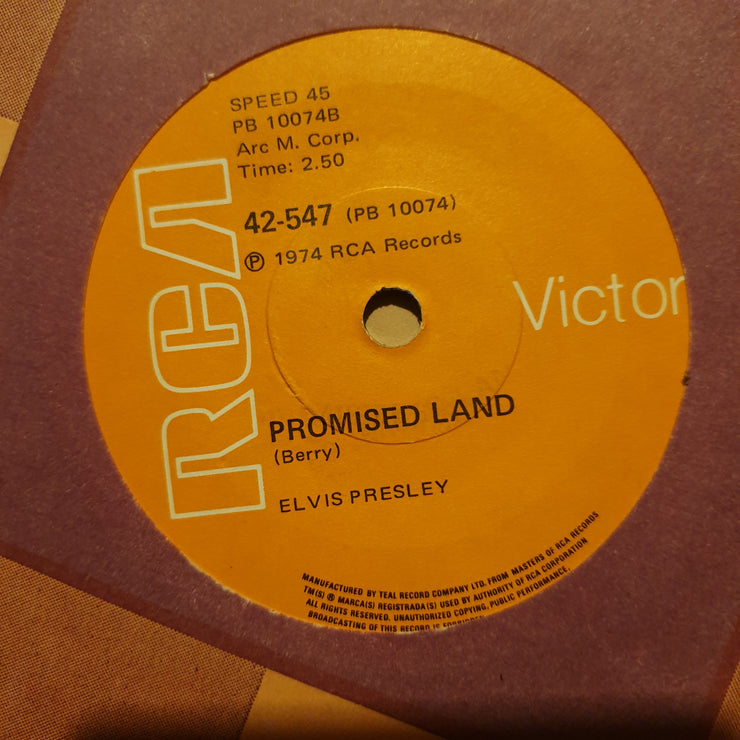 SPEED 45
PB 10074B
Arc M. Corp.
Time: 2.50
42-547 (PB 10074)
Ⓟ 1974 RCA Records
RCA
Victor
PROMISED LAND
(Berry)
ELVIS PRESLEY
MANUFACTURED BY TEAL RECORD COMPANY LTD. FROM MASTERS OF RCA RECORDS
TM(S) ® MARCA(S) REGISTRADA(S) USED BY AUTHORITY OF RCA CORPORATION
ALL RIGHTS RESERVED. UNAUTHORIZED COPYING, PUBLIC PERFORMANCE,
BROADCASTING OF THIS RECORD IS FORBIDDEN